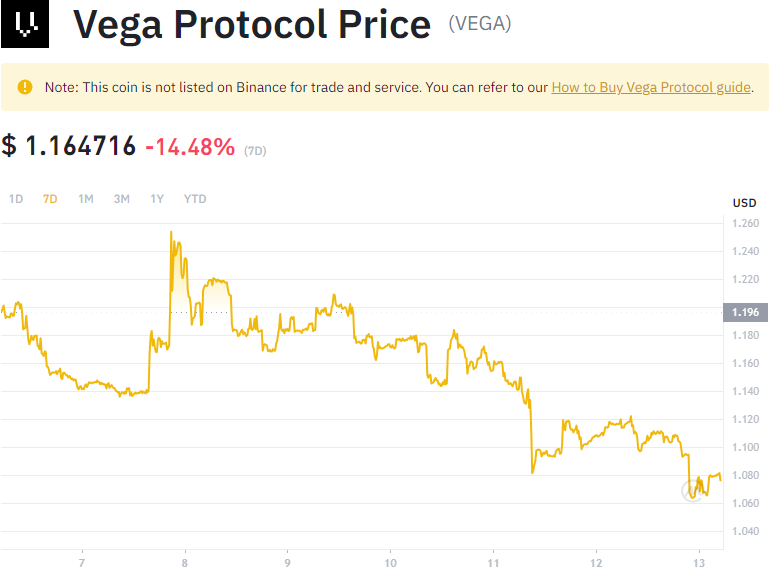 Vega Protocol Price (VEGA)
Note: This coin is not listed on Binance for trade and service. You can refer to our How to Buy Vega Protocol guide.
$ 1.164716 -14.48% (7D)
1D 7D 1M 3M 1Y YTD
USD
1.260
1.240
1.220
1.196
1.180
1.160
1.140
1.120
1.100
1.080
1.060
1.040
7 8 9 10 11 12 13